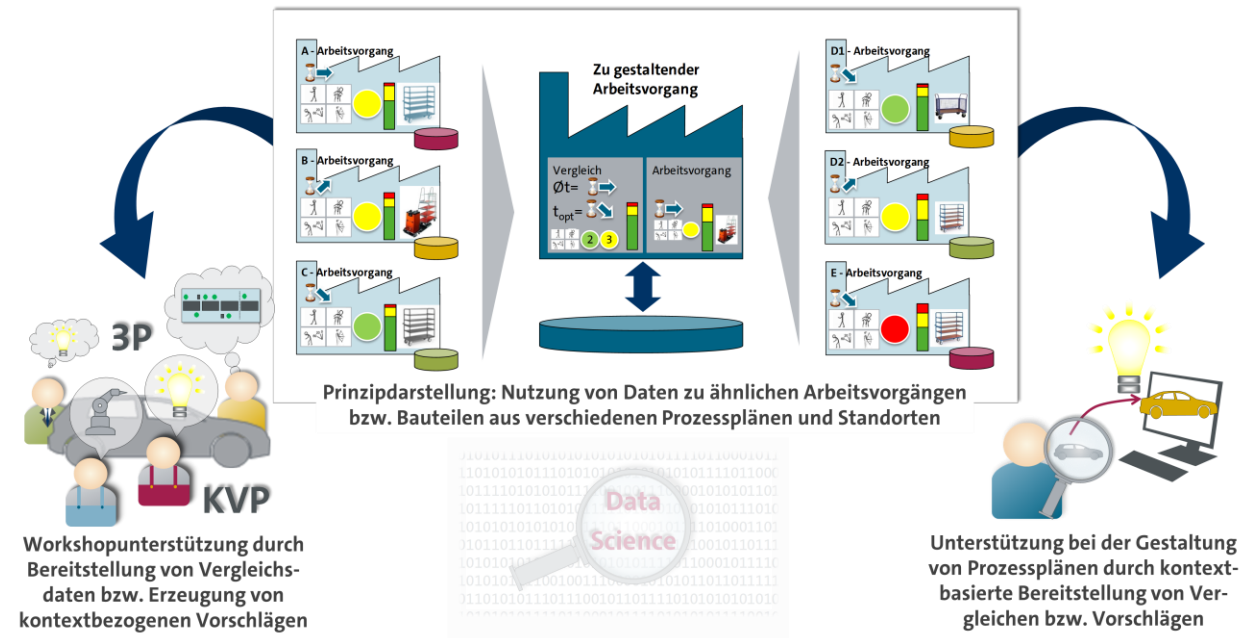 A - Arbeitsvorgang
B - Arbeitsvorgang
C - Arbeitsvorgang
Zu gestaltender
Arbeitsvorgang
Vergleich
Øt=
topt=
2 3
Arbeitsvorgang
D1 - Arbeitsvorgang
D2 - Arbeitsvorgang
E - Arbeitsvorgang
Prinzipdarstellung: Nutzung von Daten zu ähnlichen Arbeitsvorgängen
bzw. Bauteilen aus verschiedenen Prozessplänen und Standorten
3P
KVP
Workshopunterstützung durch
Bereitstellung von Vergleichs-
daten bzw. Erzeugung von
kontextbezogenen Vorschlägen
Data
Science
Unterstützung bei der Gestaltung
von Prozessplänen durch kontext-
basierte Bereitstellung von Ver-
gleichen bzw. Vorschlägen